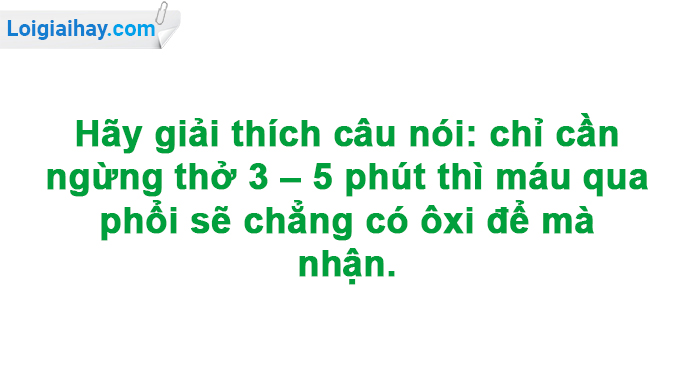 Loigiaihay.com
Hãy giải thích câu nói: chỉ cần
ngừng thở 3 – 5 phút thì máu qua
phổi sẽ chẳng có ôxi để mà
nhận.